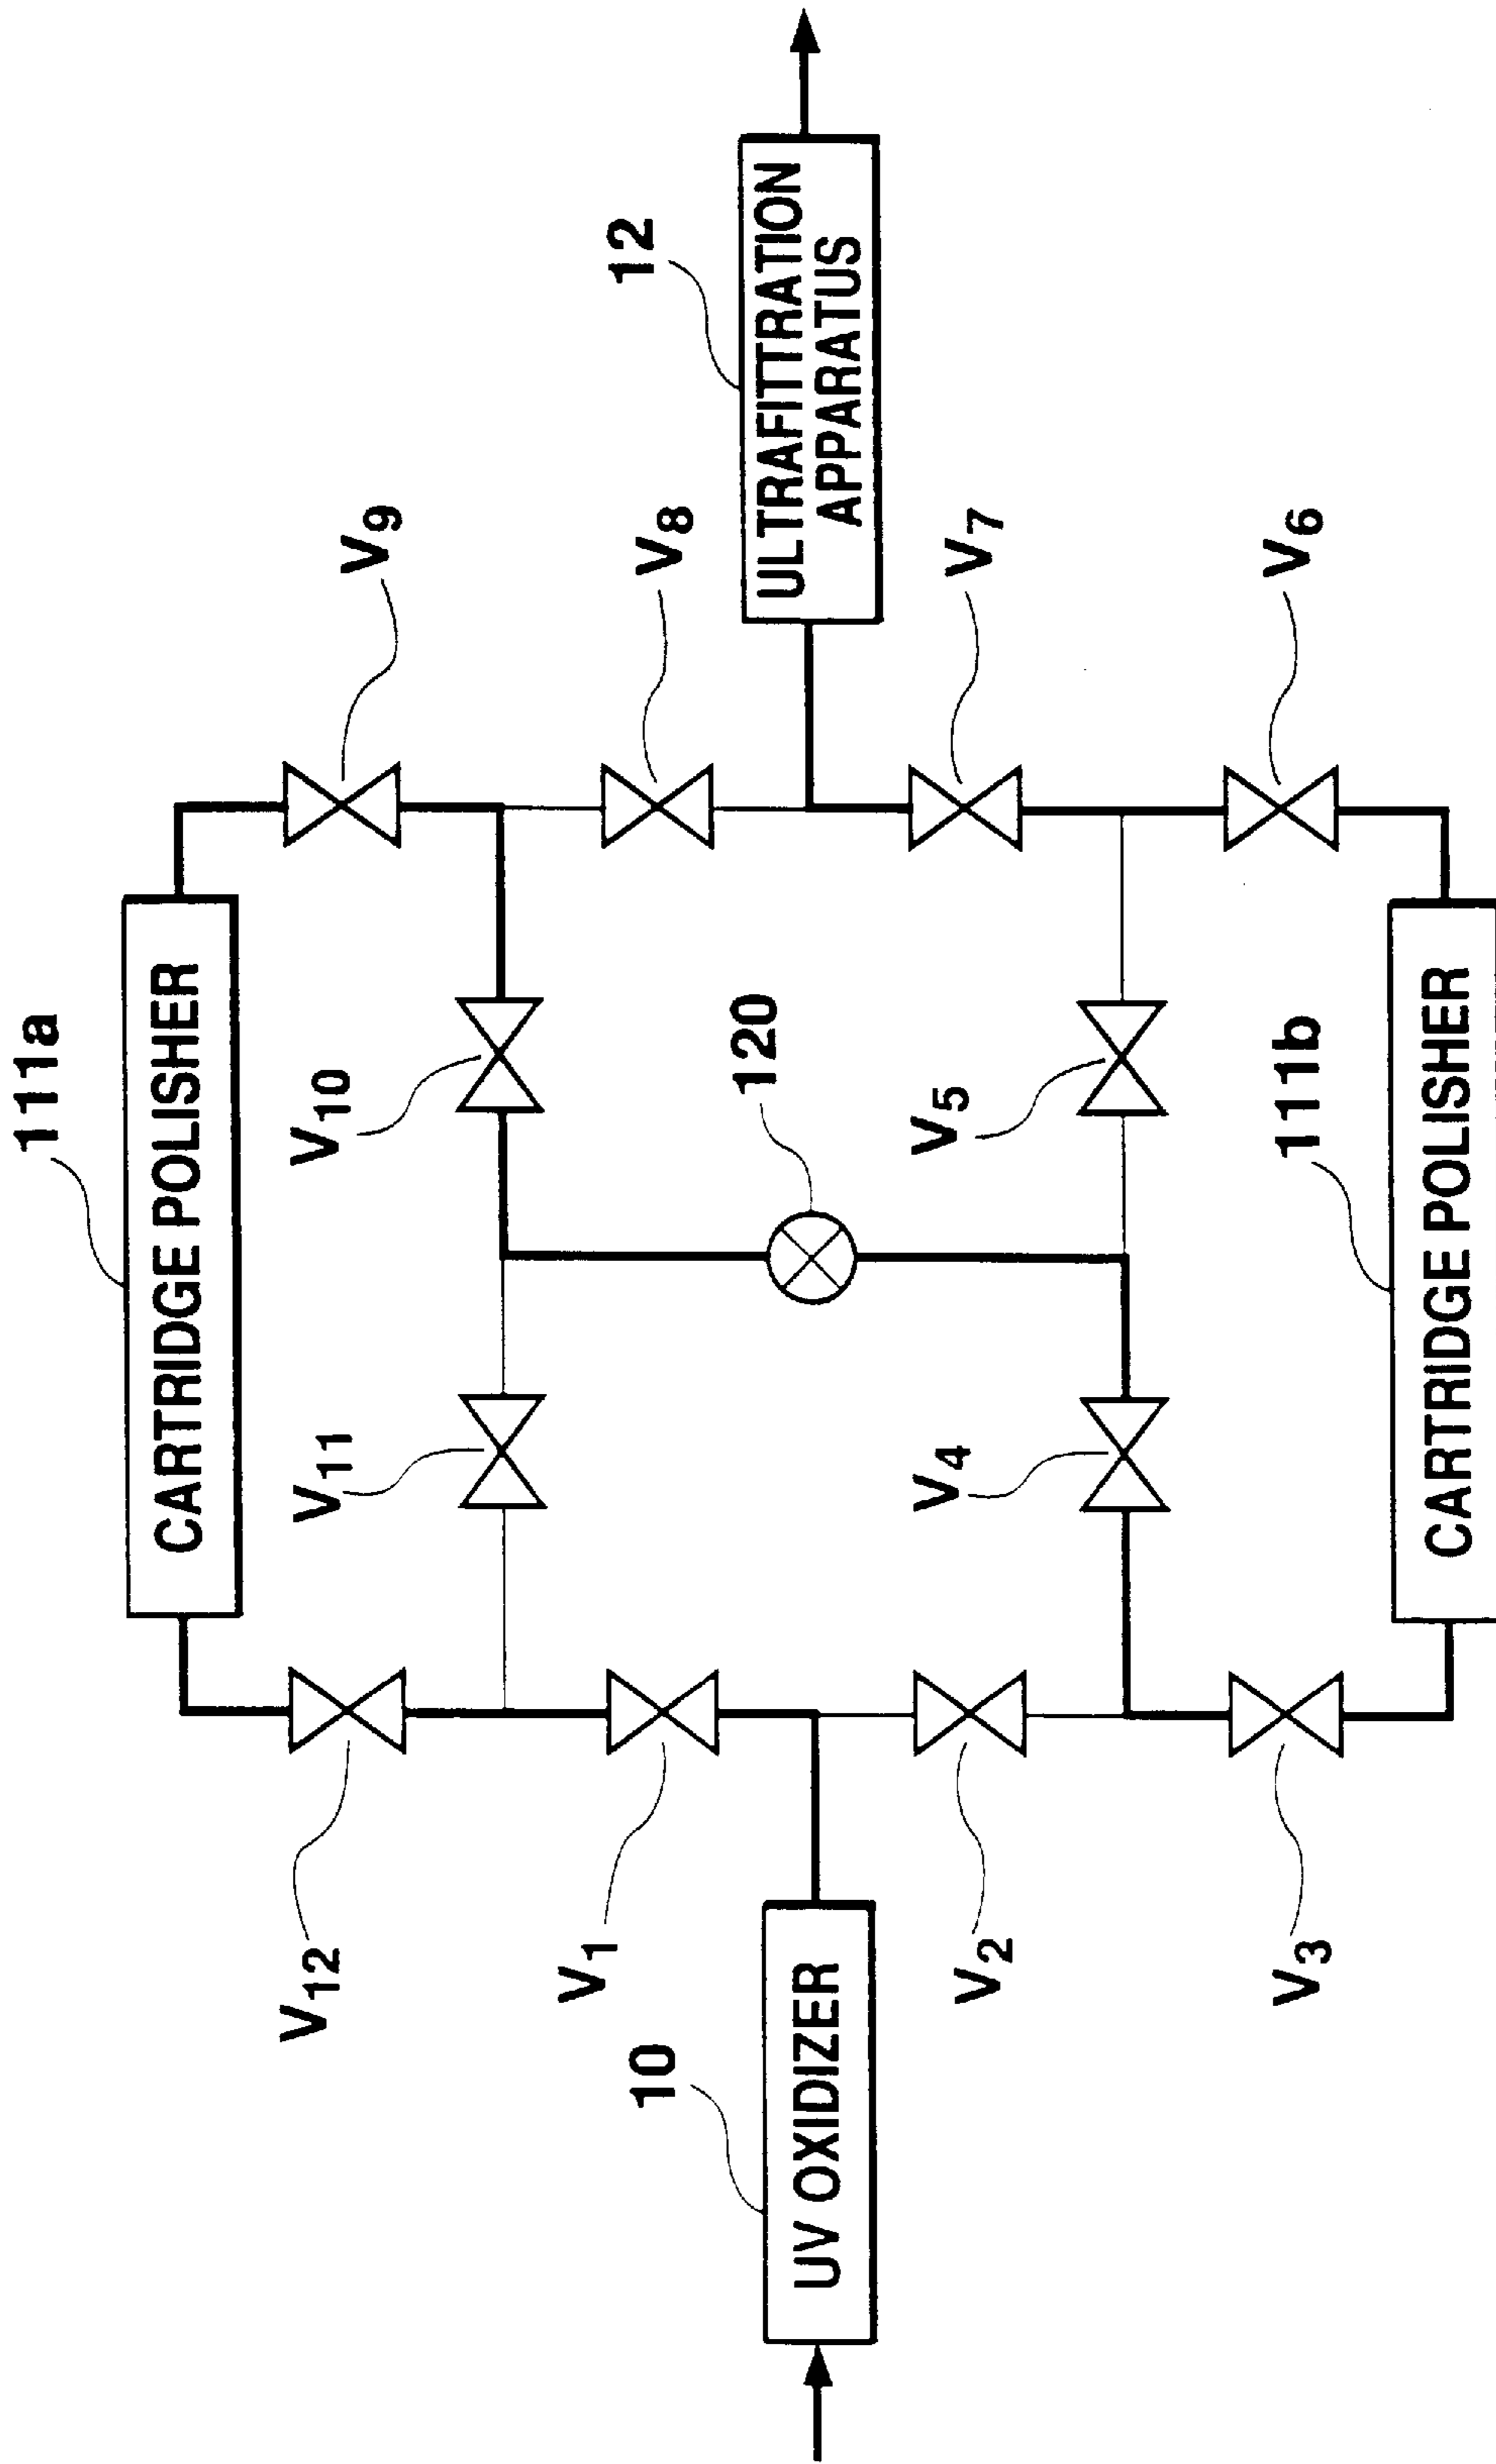 111a
CARTRIDGE POLISHER
V12
V9
V11
V10
V1
V8
10
UV OXIDIZER
120
12
ULTRAFITTRATION
APPARATUS
V2
V7
V4
V5
V3
V6
111b
CARTRIDGE POLISHER